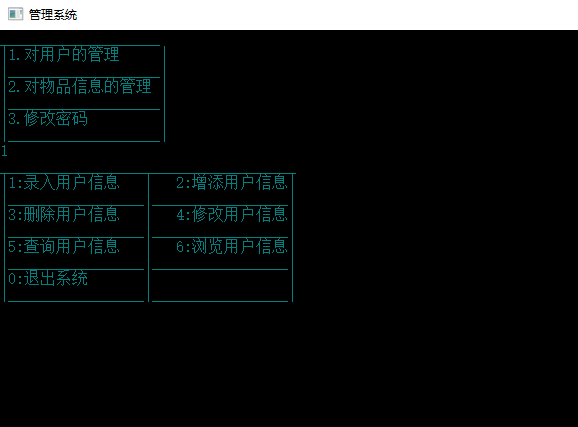 管理系统
1.对用户的管理
2.对物品信息的管理
3.修改密码
1
1:录入用户信息 2:增添用户信息
3:删除用户信息 4:修改用户信息
5:查询用户信息 6:浏览用户信息
0:退出系统